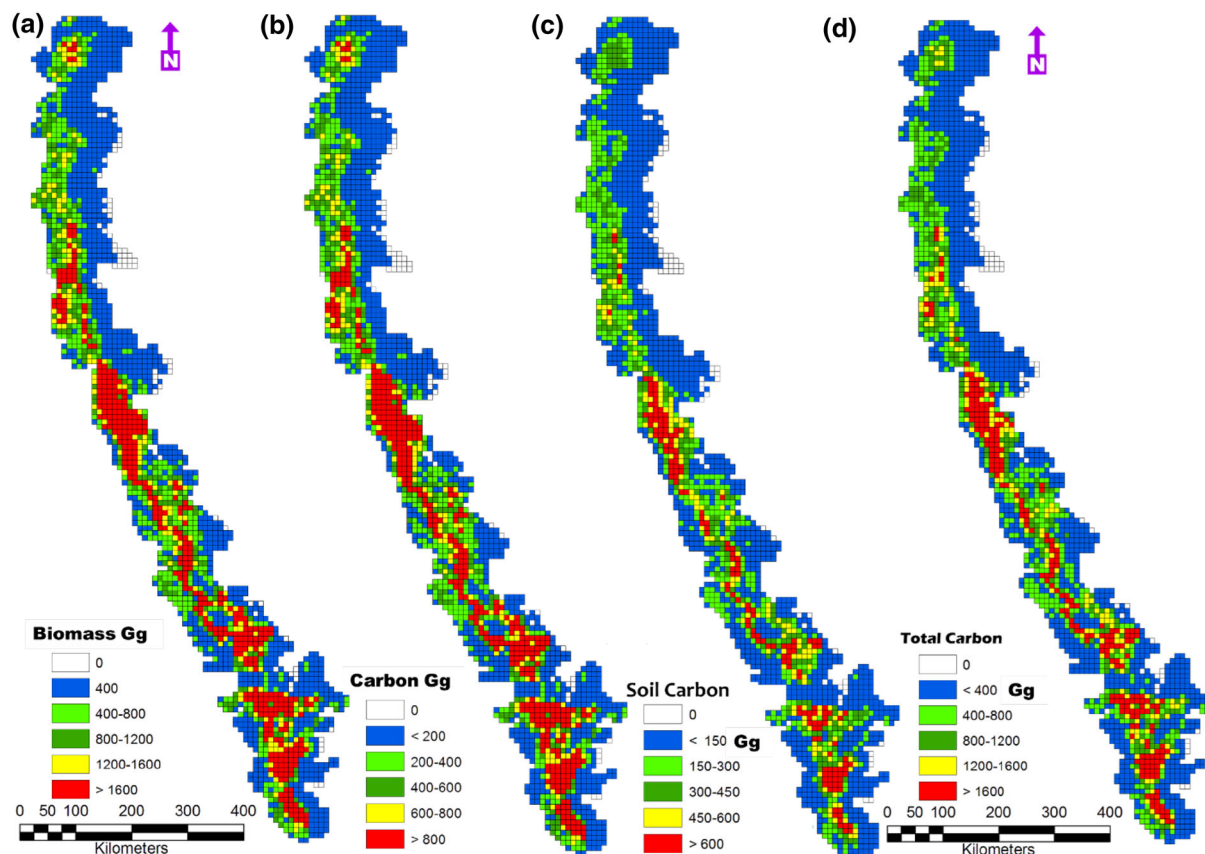 (a)
N
(b)
(c)
(d)
N
Biomass Gg
0
400
400-800
800-1200
1200-1600
> 1600
0 100 200 300 400
Kilometers
Carbon Gg
0
< 200
200-400
400-600
600-800
> 800
Soil Carbon
0
< 150 Gg
150-300
300-450
450-600
> 600
Total Carbon
0
< 400 Gg
400-800
800-1200
1200-1600
> 1600
0 100 200 300 400
Kilometers